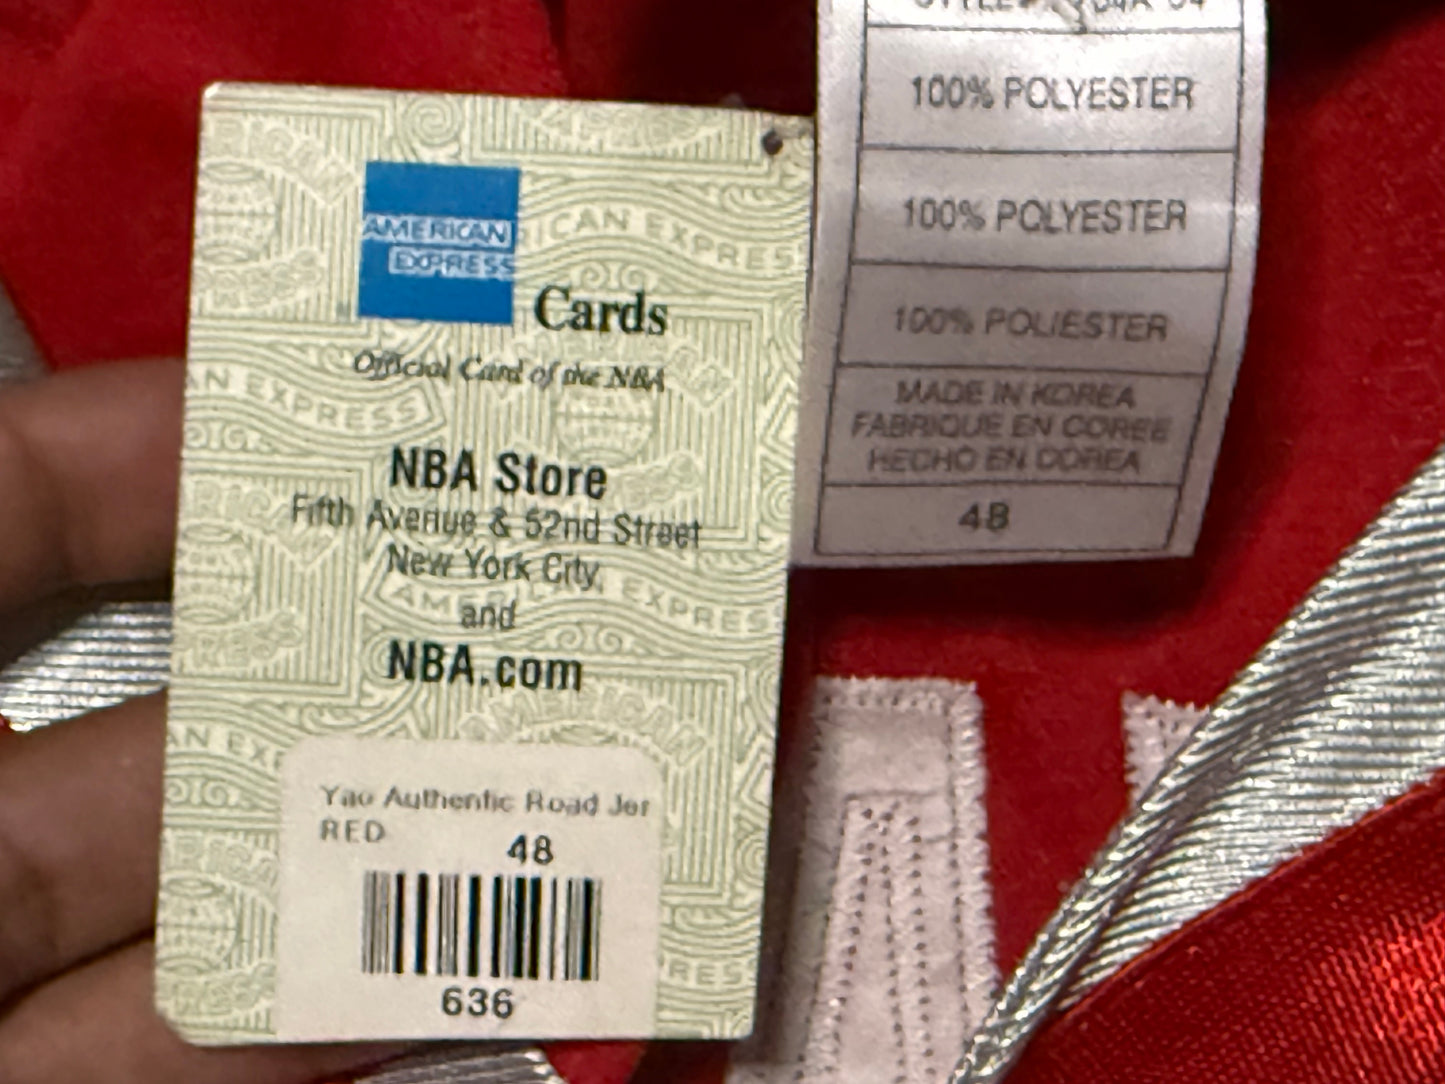 AMERICAN
EXPRESS
Cards
Official Card of the NBA
NBA Store
Fifth Avenue & 52nd Street
New York City,
and
NBA.com
Yao Authentic Road Jer
RED
48
636
100% POLYESTER
100% POLYESTER
100% POLIESTER
MADE IN KOREA
FABRIQUE EN COREE
HECHO EN COREA
48